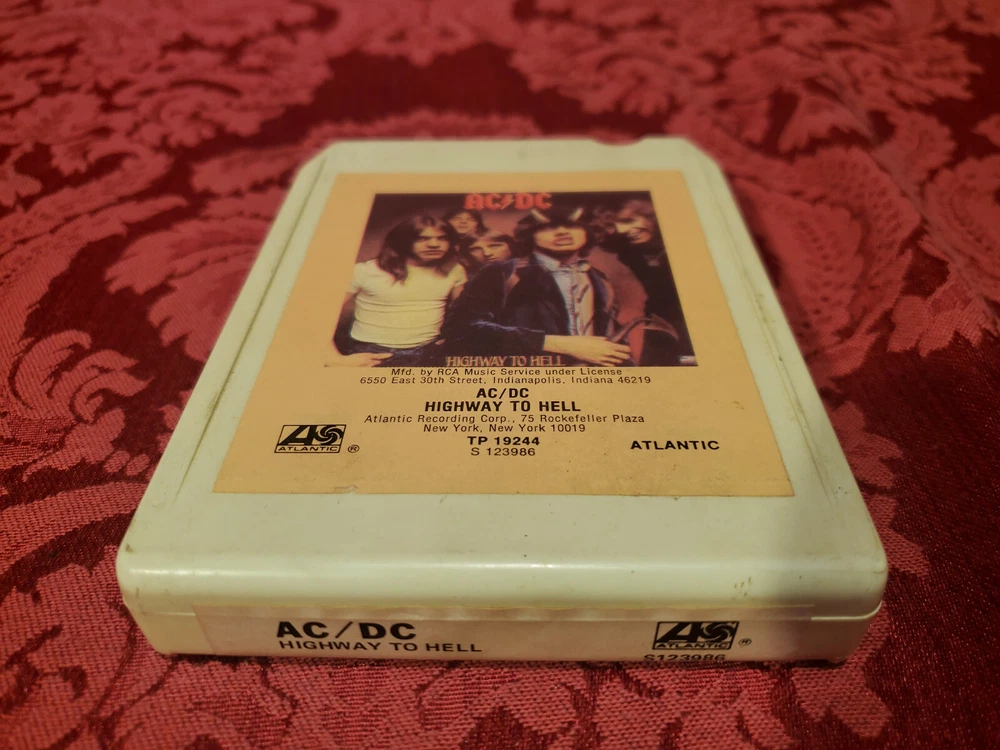 AC/DC
HIGHWAY TO HELL
Mfd. by RCA Music Service under License
6550 East 30th Street, Indianapolis, Indiana 46219
AC/DC
HIGHWAY TO HELL
Atlantic Recording Corp., 75 Rockefeller Plaza
New York, New York 10019
ATLANTIC ®
TP 19244
S 123986
ATLANTIC
AC/DC
HIGHWAY TO HELL
ATLANTIC ®
S123986